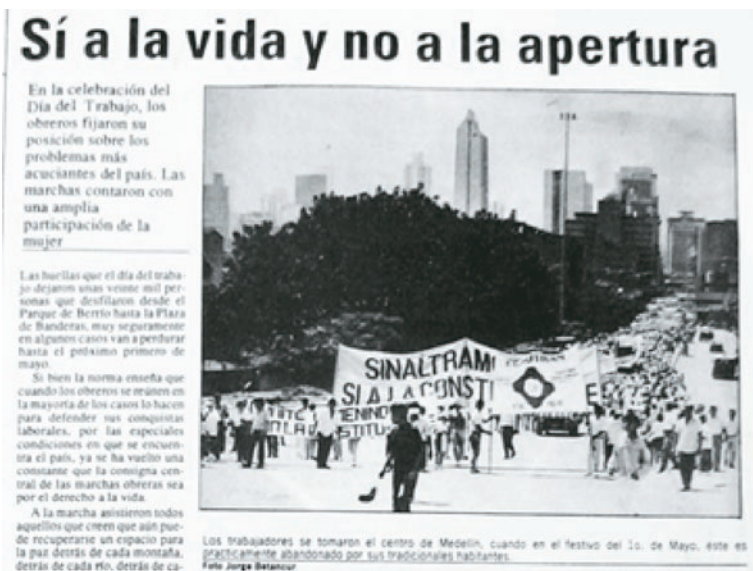 Sí a la vida y no a la apertura
En la celebración del
Día del Trabajo, los
obreros fijaron su
posición sobre los
problemas más
acuciantes del país. Las
marchas contaron con
una amplia
participación de la
mujer
Las huellas que el día del traba-
jo dejaron unas veinte mil per-
sonas que desfilaron desde el
Parque de Berrío hasta la Plaza
de Banderas, muy seguramente
en algunos casos van a perdurar
hasta el próximo primero de
mayo.
Si bien la norma enseña que
cuando los obreros se reúnen en
la mayoría de los casos lo hacen
para defender sus conquistas
laborales, por las especiales
condiciones en que se encuen-
tra el país, ya se ha vuelto una
constante que la consigna cen-
tral de las marchas obreras sea
por el derecho a la vida.
A la marcha asistieron todos
aquellos que creen que aún pue-
de recuperarse un espacio para
la paz detrás de cada montaña,
detrás de cada río, detrás de ca-
SINALTRAM
SI A LA CONSTI
Los trabajadores se tomaron el centro de Medellín, cuando en el festivo del 1o. de Mayo, éste es
practicamente abandonado por sus tradicionales habitantes.
Foto Jorge Betancur